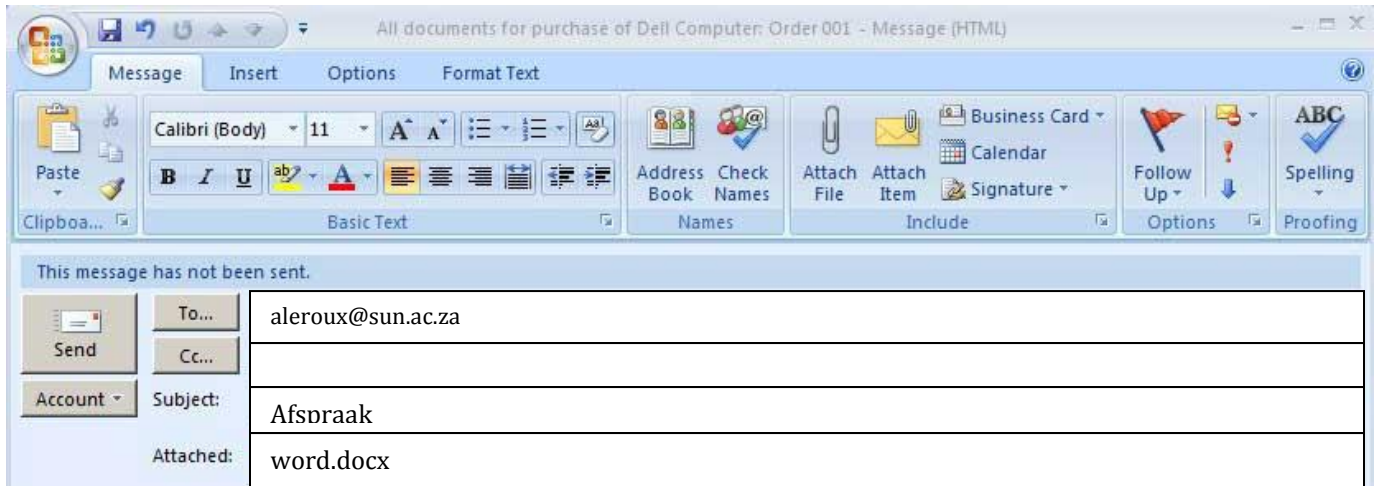 All documents for purchase of Dell Computer: Order 001 - Message (HTML)
Message Insert Options Format Text
Calibri (Body) 11 A A Aa
Business Card
Calendar
Paste B I U ab A Address Book Check Names Attach File Attach Item Signature Follow Up ABC Spelling
Clipboa... Basic Text Names Include Options Proofing
This message has not been sent.
To... aleroux@sun.ac.za
Send Cc...
Account Subject: Afspraak
Attached: word.docx